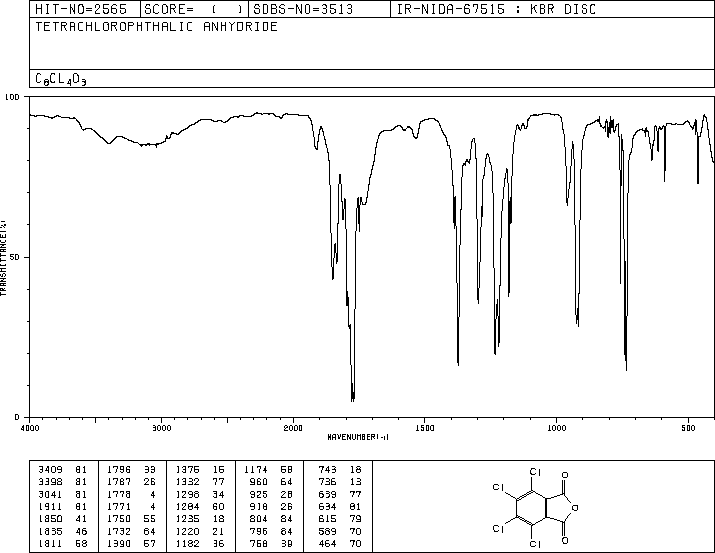 HIT-NO=2565 SCORE= ( ) SDBS-NO=3513 IR-NIDA-67515 : KBR DISC
TETRACHLOROPHTHALIC ANHYDRIDE
C8CL4O3
100
50
0
TRANSMITTANCE(%)
4000 3000 2000 1500 1000 500
WAVENUMBER(-1)
3409 81 1796 39 1375 15 1174 58 743 18
3398 81 1787 26 1332 77 960 64 736 13
3041 81 1778 4 1298 34 925 28 639 77
1911 81 1771 4 1284 60 918 26 634 81
1850 41 1750 55 1235 18 804 84 615 79
1835 46 1732 64 1220 21 796 84 589 70
1811 68 1390 57 1182 36 758 39 464 70
Cl
O
Cl
O
Cl
Cl
O